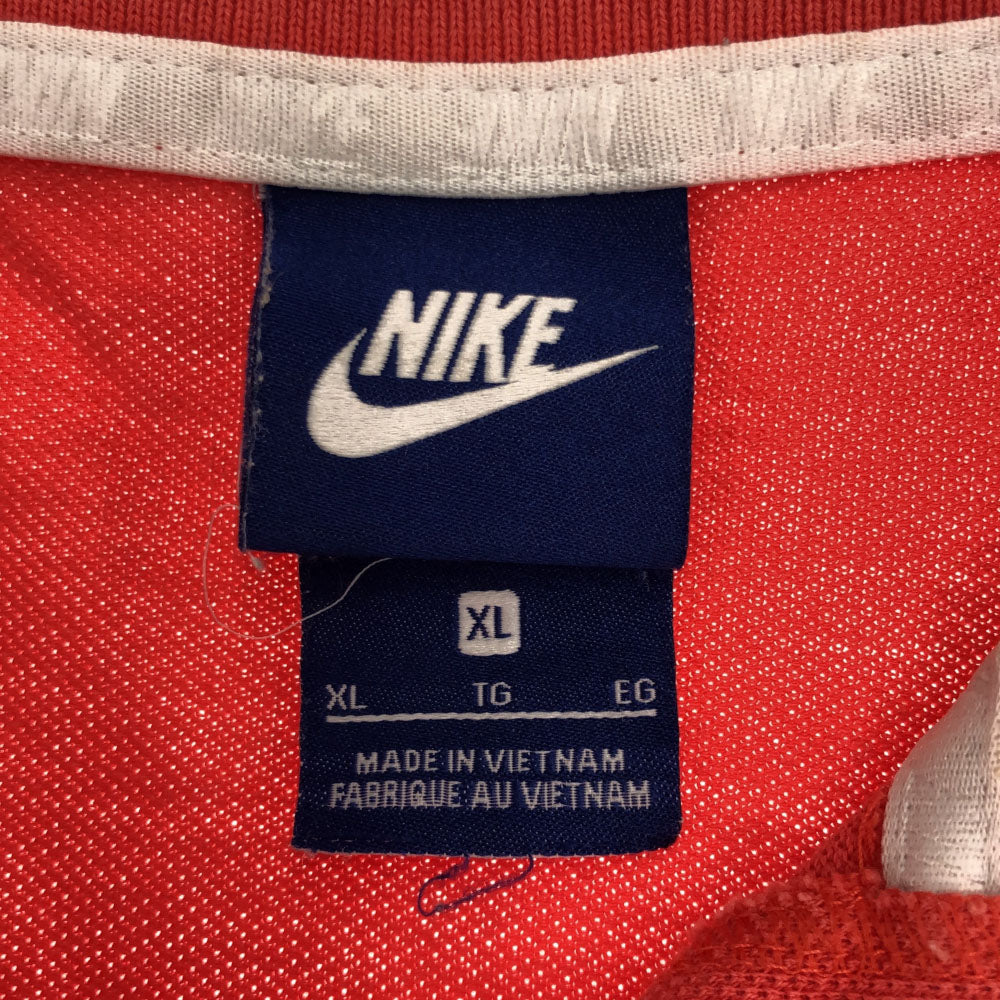 NIKE
XL
XL TG EG
MADE IN VIETNAM
FABRIQUE AU VIETNAM